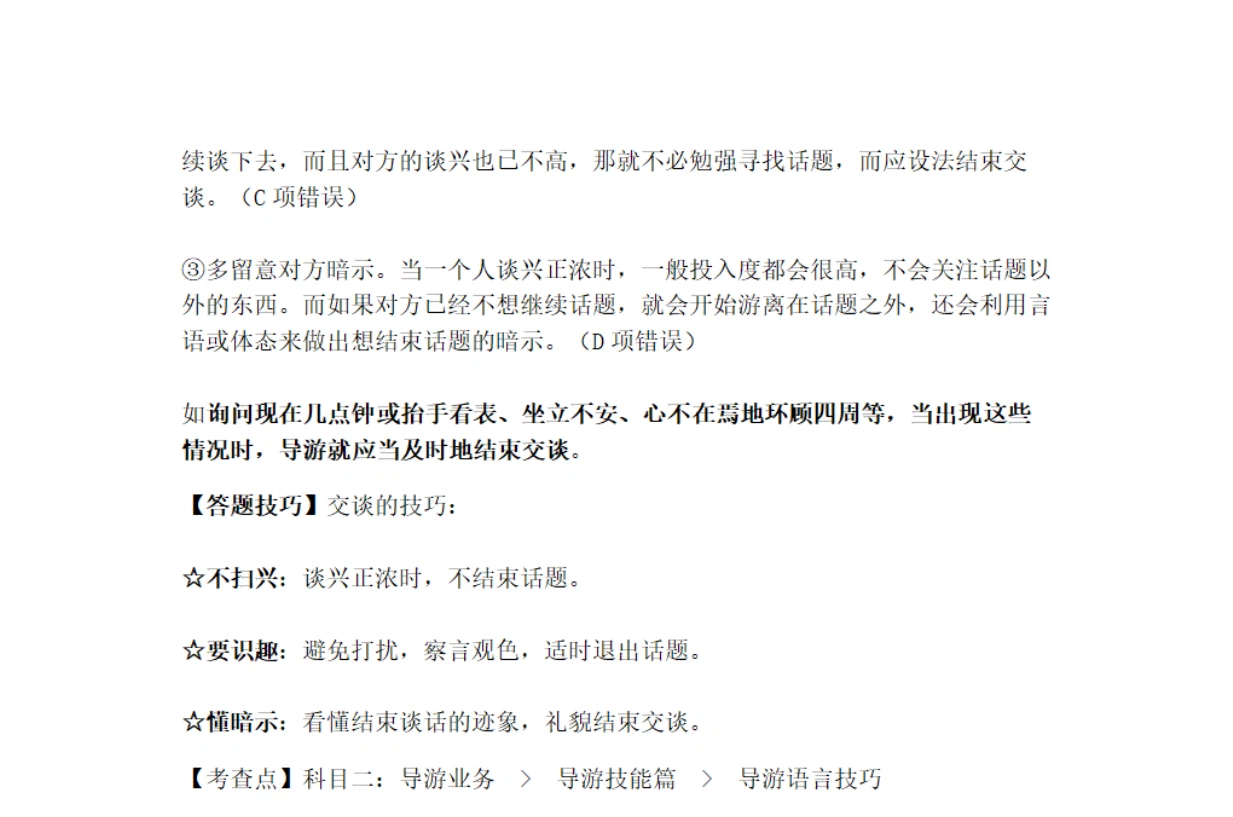 续谈下去，而且对方的谈兴也已不高，那就不必勉强寻找话题，而应设法结束交
谈。（C 项错误）
③多留意对方暗示。当一个人谈兴正浓时，一般投入度都会很高，不会关注话题以
外的东西。而如果对方已经不想继续话题，就会开始游离在话题之外，还会利用言
语或体态来做出想结束话题的暗示。（D 项错误）
如询问现在几点钟或抬手看表、坐立不安、心不在焉地环顾四周等，当出现这些
情况时，导游就应当及时地结束交谈。
【答题技巧】交谈的技巧：
☆不扫兴：谈兴正浓时，不结束话题。
☆要识趣：避免打扰，察言观色，适时退出话题。
☆懂暗示：看懂结束谈话的迹象，礼貌结束交谈。
【考查点】科目二：导游业务 > 导游技能篇 > 导游语言技巧